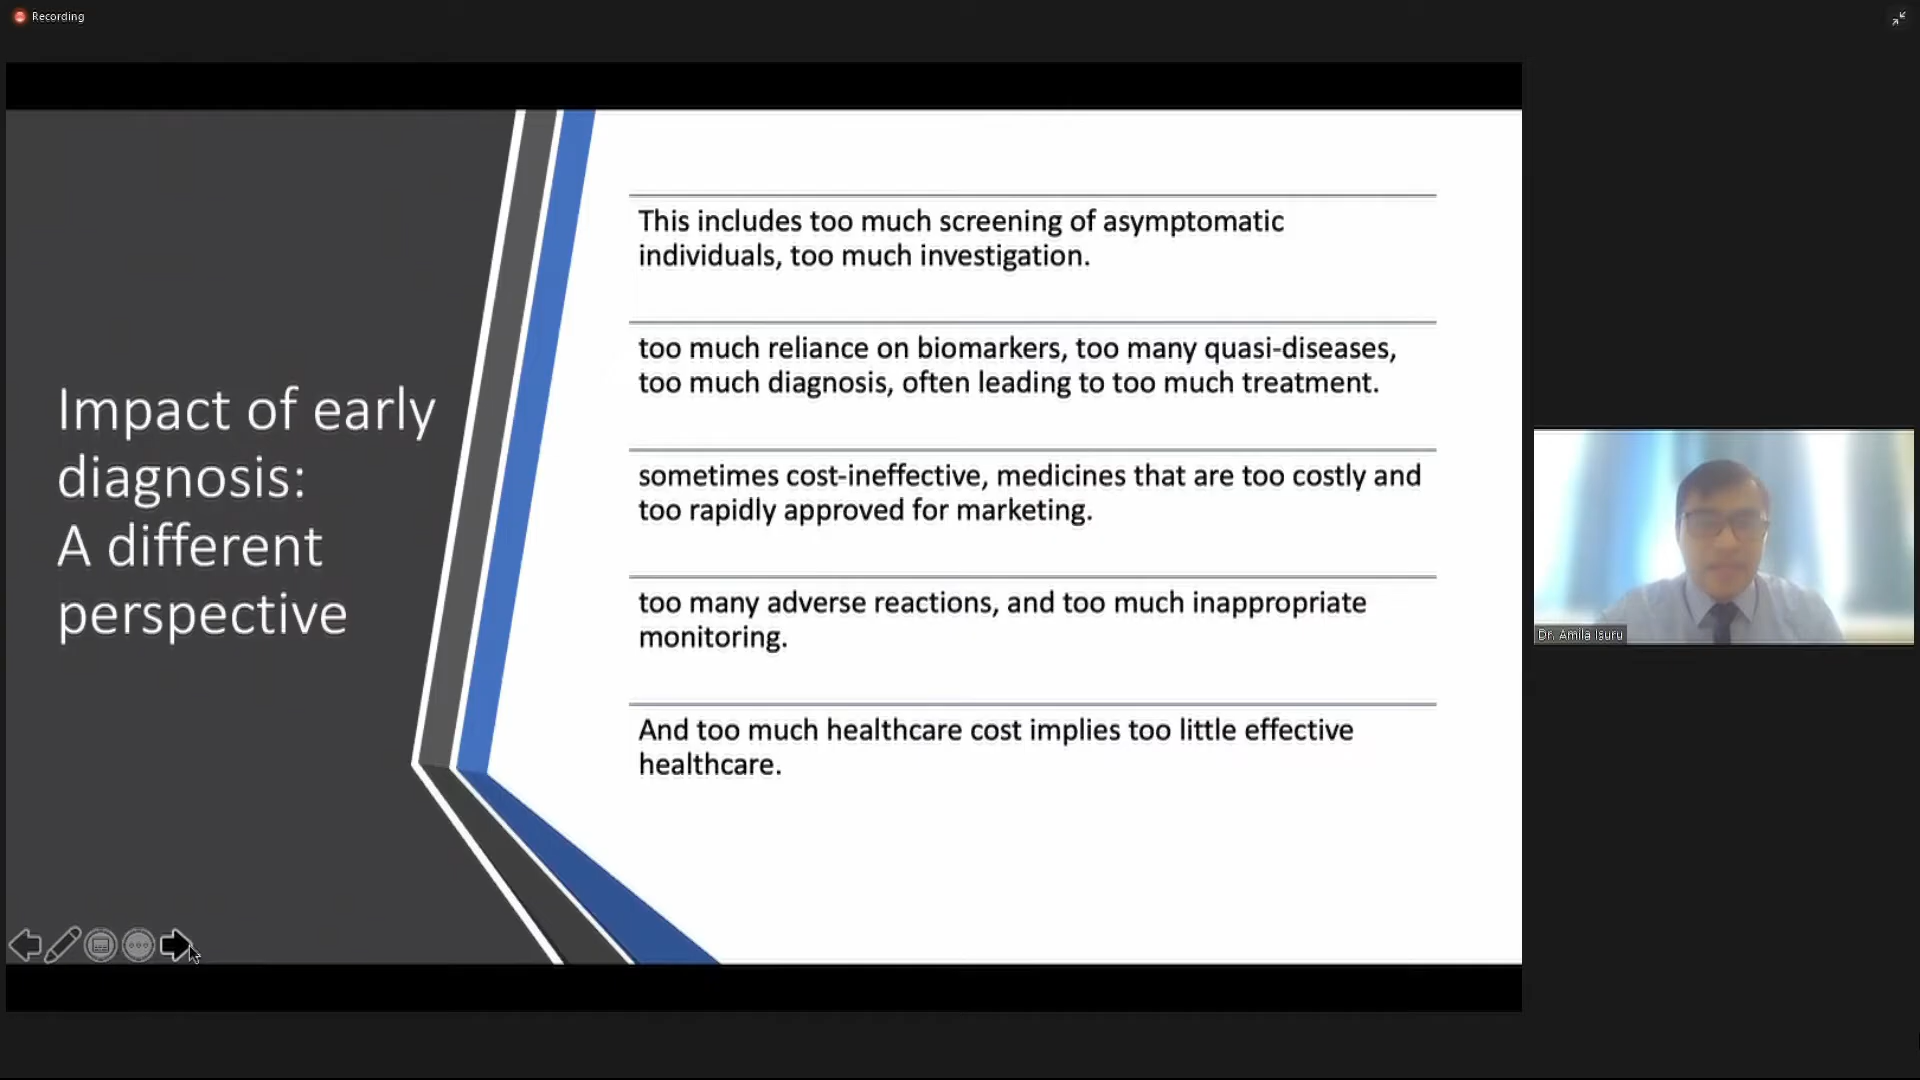 Recording
Impact of early
diagnosis:
A different
perspective
This includes too much screening of asymptomatic
individuals, too much investigation.
too much reliance on biomarkers, too many quasi-diseases,
too much diagnosis, often leading to too much treatment.
sometimes cost-ineffective, medicines that are too costly and
too rapidly approved for marketing.
too many adverse reactions, and too much inappropriate
monitoring.
And too much healthcare cost implies too little effective
healthcare.
Dr. Amila Isuru